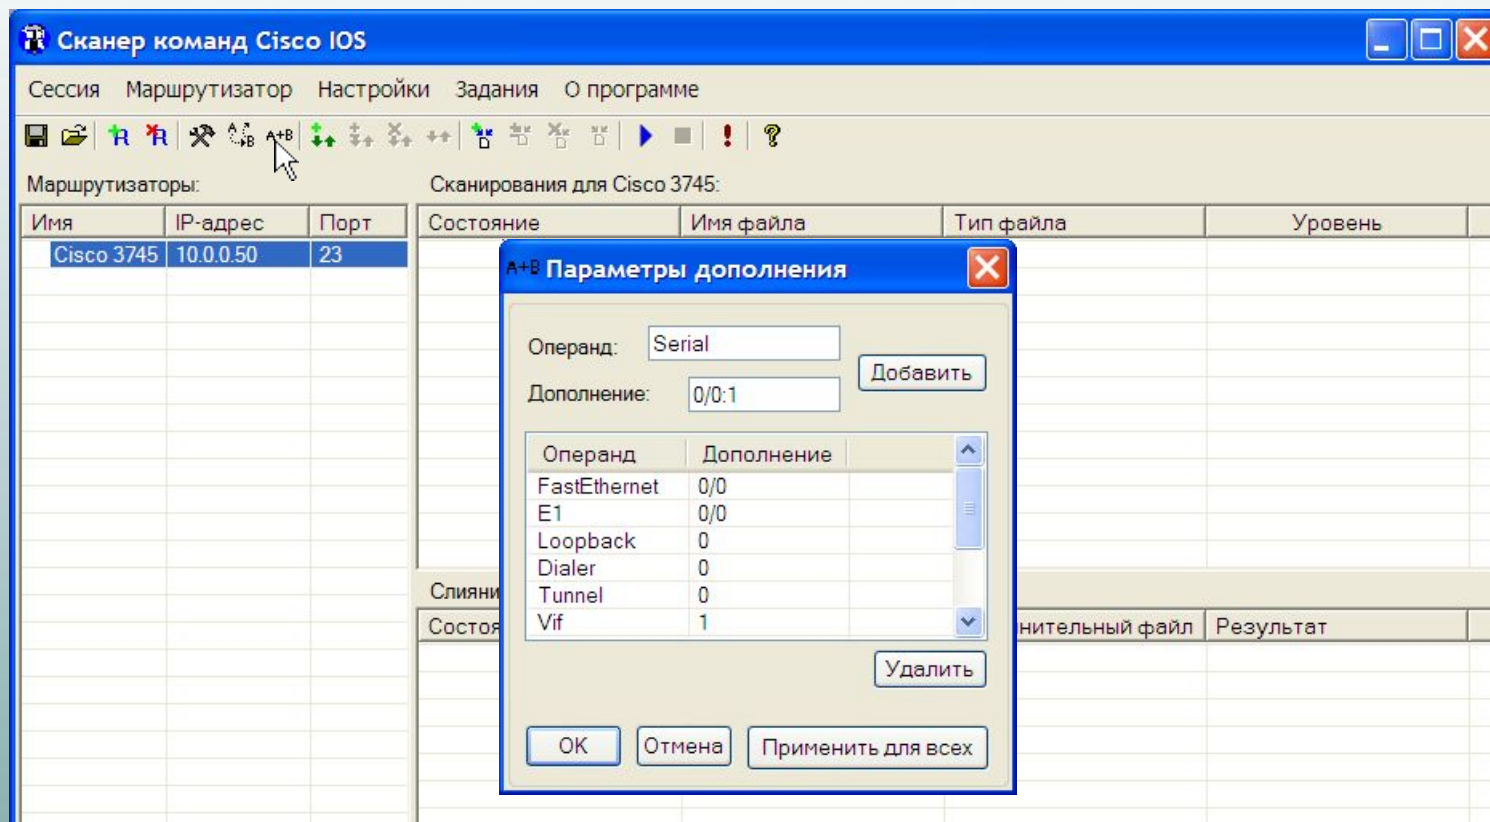 Сканер команд Cisco IOS
Сессия Маршрутизатор Настройки Задания О программе
A+B
Маршрутизаторы:
Сканирования для Cisco 3745:
Имя IP-адрес Порт
Состояние Имя файла Тип файла Уровень
Cisco 3745 10.0.0.50 23
A+B Параметры дополнения
Операнд: Serial
Добавить
Дополнение: 0/0:1
Операнд Дополнение
FastEthernet 0/0
E1 0/0
Loopback 0
Dialer 0
Tunnel 0
Vif 1
Удалить
OK Отмена Применить для всех
Слияни
Состоя
нительный файл Результат